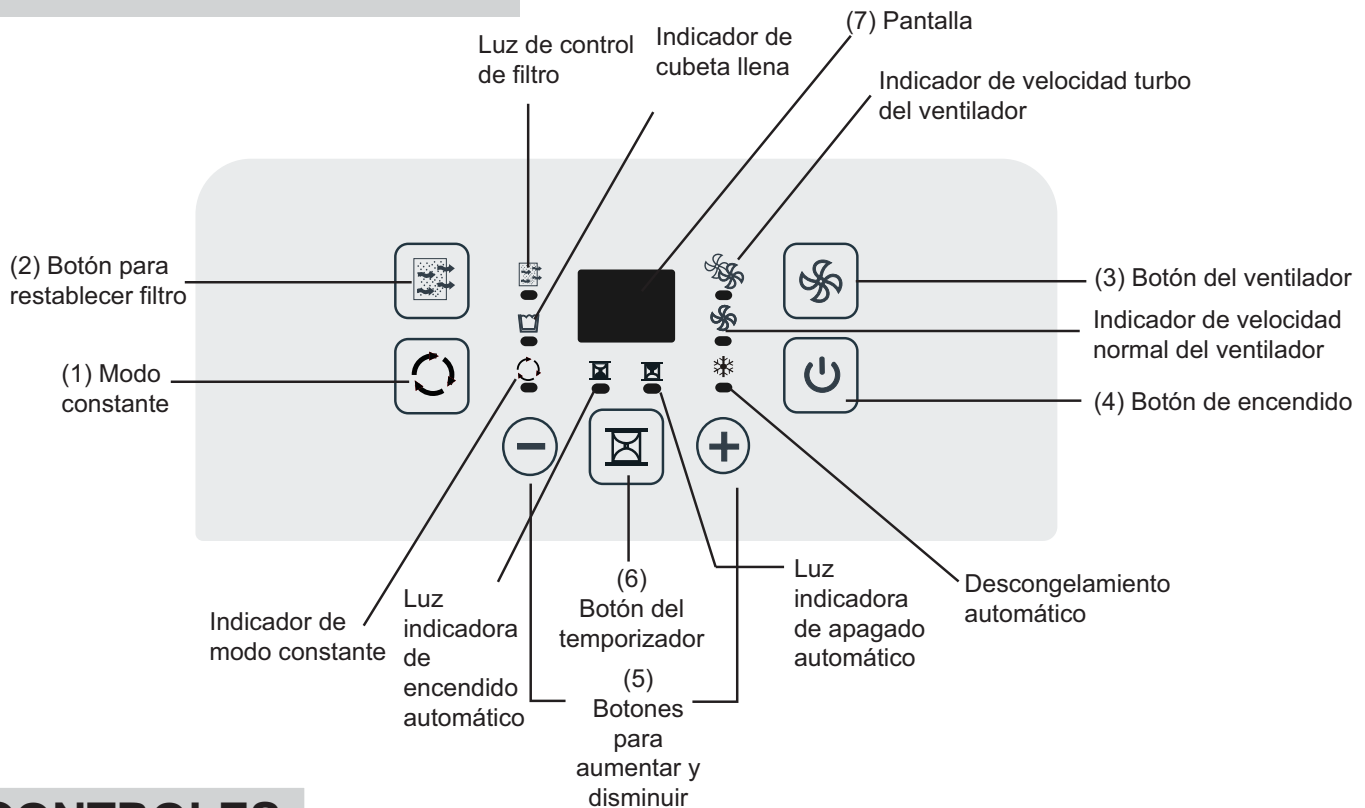 (7) Pantalla
Luz de control
de filtro
Indicador de
cubeta llena
Indicador de velocidad turbo
del ventilador
(2) Botón para
restablecer filtro
(3) Botón del ventilador
Indicador de velocidad
normal del ventilador
(1) Modo
constante
(4) Botón de encendido
Indicador de
modo constante
Luz
indicadora
de
encendido
automático
(6)
Botón del
temporizador
(5)
Botones
para
aumentar y
disminuir
Luz
indicadora
de apagado
automático
Descongelamiento
automático
CONTROLES